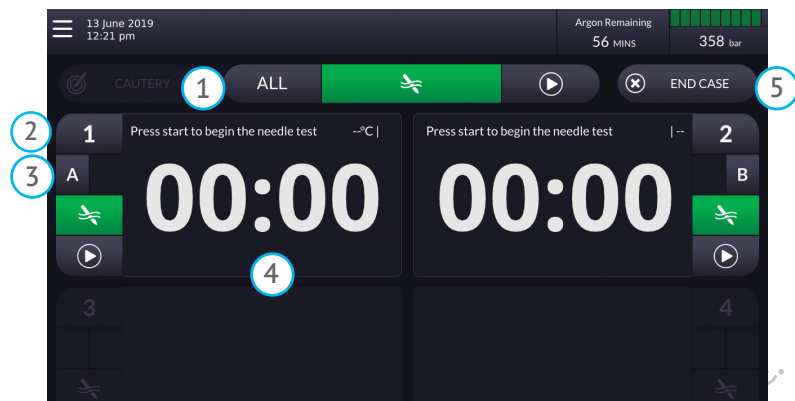 13 June 2019
12:21 pm
Argon Remaining
56 MINS
358 bar
CAUTERY
1
ALL
END CASE
5
2
1
Press start to begin the needle test --°C |
Press start to begin the needle test | --
2
3
A
00:00
00:00
B
4
3
4